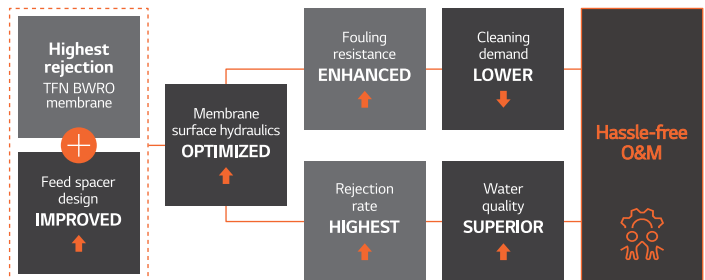 Highest
rejection
TFN BWRO
membrane
Feed spacer
design
IMPROVED
Membrane
surface hydraulics
OPTIMIZED
Fouling
resistance
ENHANCED
Cleaning
demand
LOWER
Rejection
rate
HIGHEST
Water
quality
SUPERIOR
Hassle-free
O&M